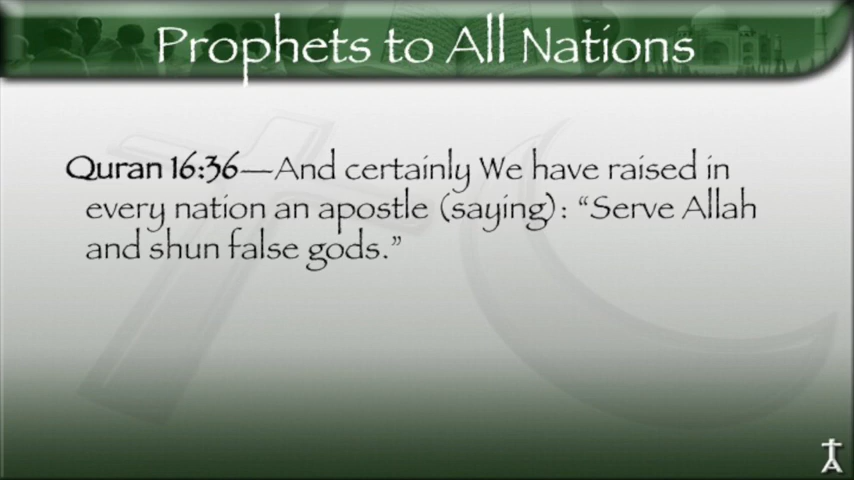 Prophets to All Nations
Quran 16:36—And certainly We have raised in
every nation an apostle (saying): “Serve Allah
and shun false gods.”